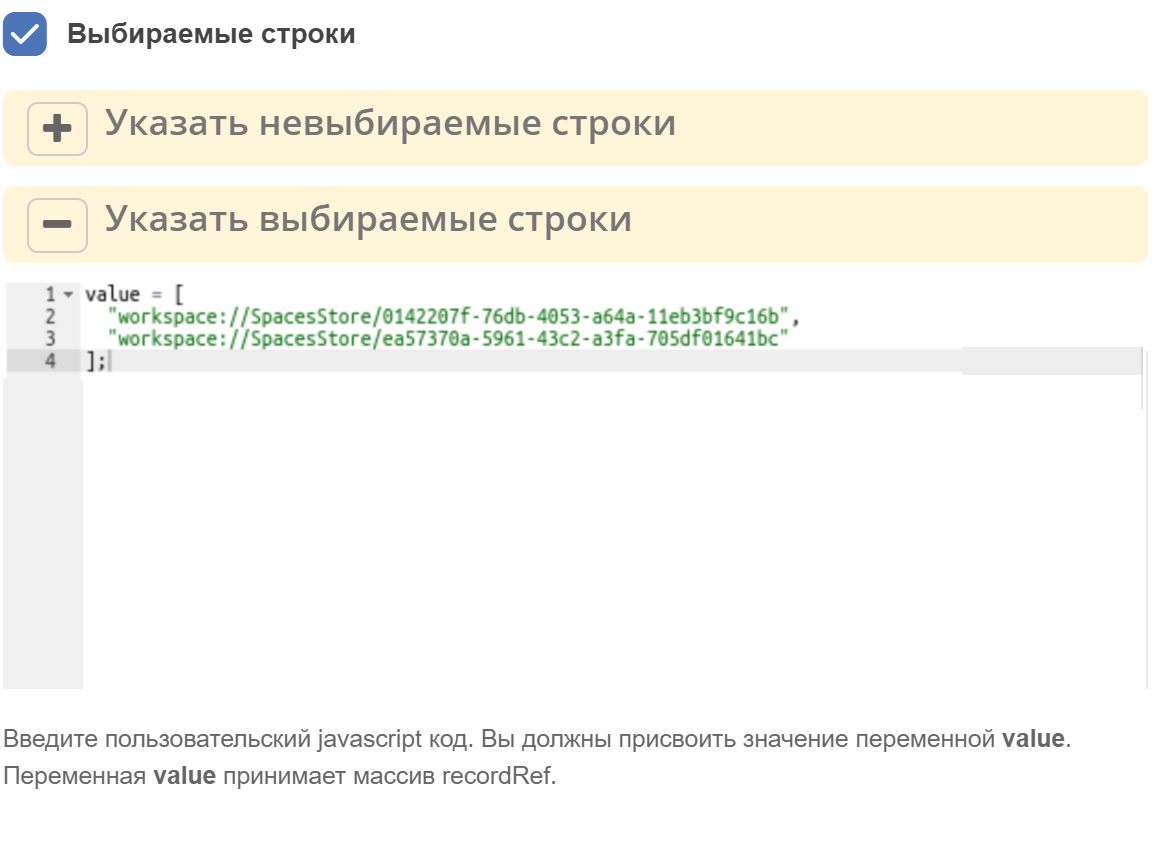 Выбираемые строки
Указать невыбираемые строки
Указать выбираемые строки
1 value = [
2 "workspace://SpacesStore/0142207f-76db-4053-a64a-11eb3bf9c16b",
3 "workspace://SpacesStore/ea57370a-5961-43c2-a3fa-705df01641bc"
4 ];
Введите пользовательский javascript код. Вы должны присвоить значение переменной value.
Переменная value принимает массив recordRef.